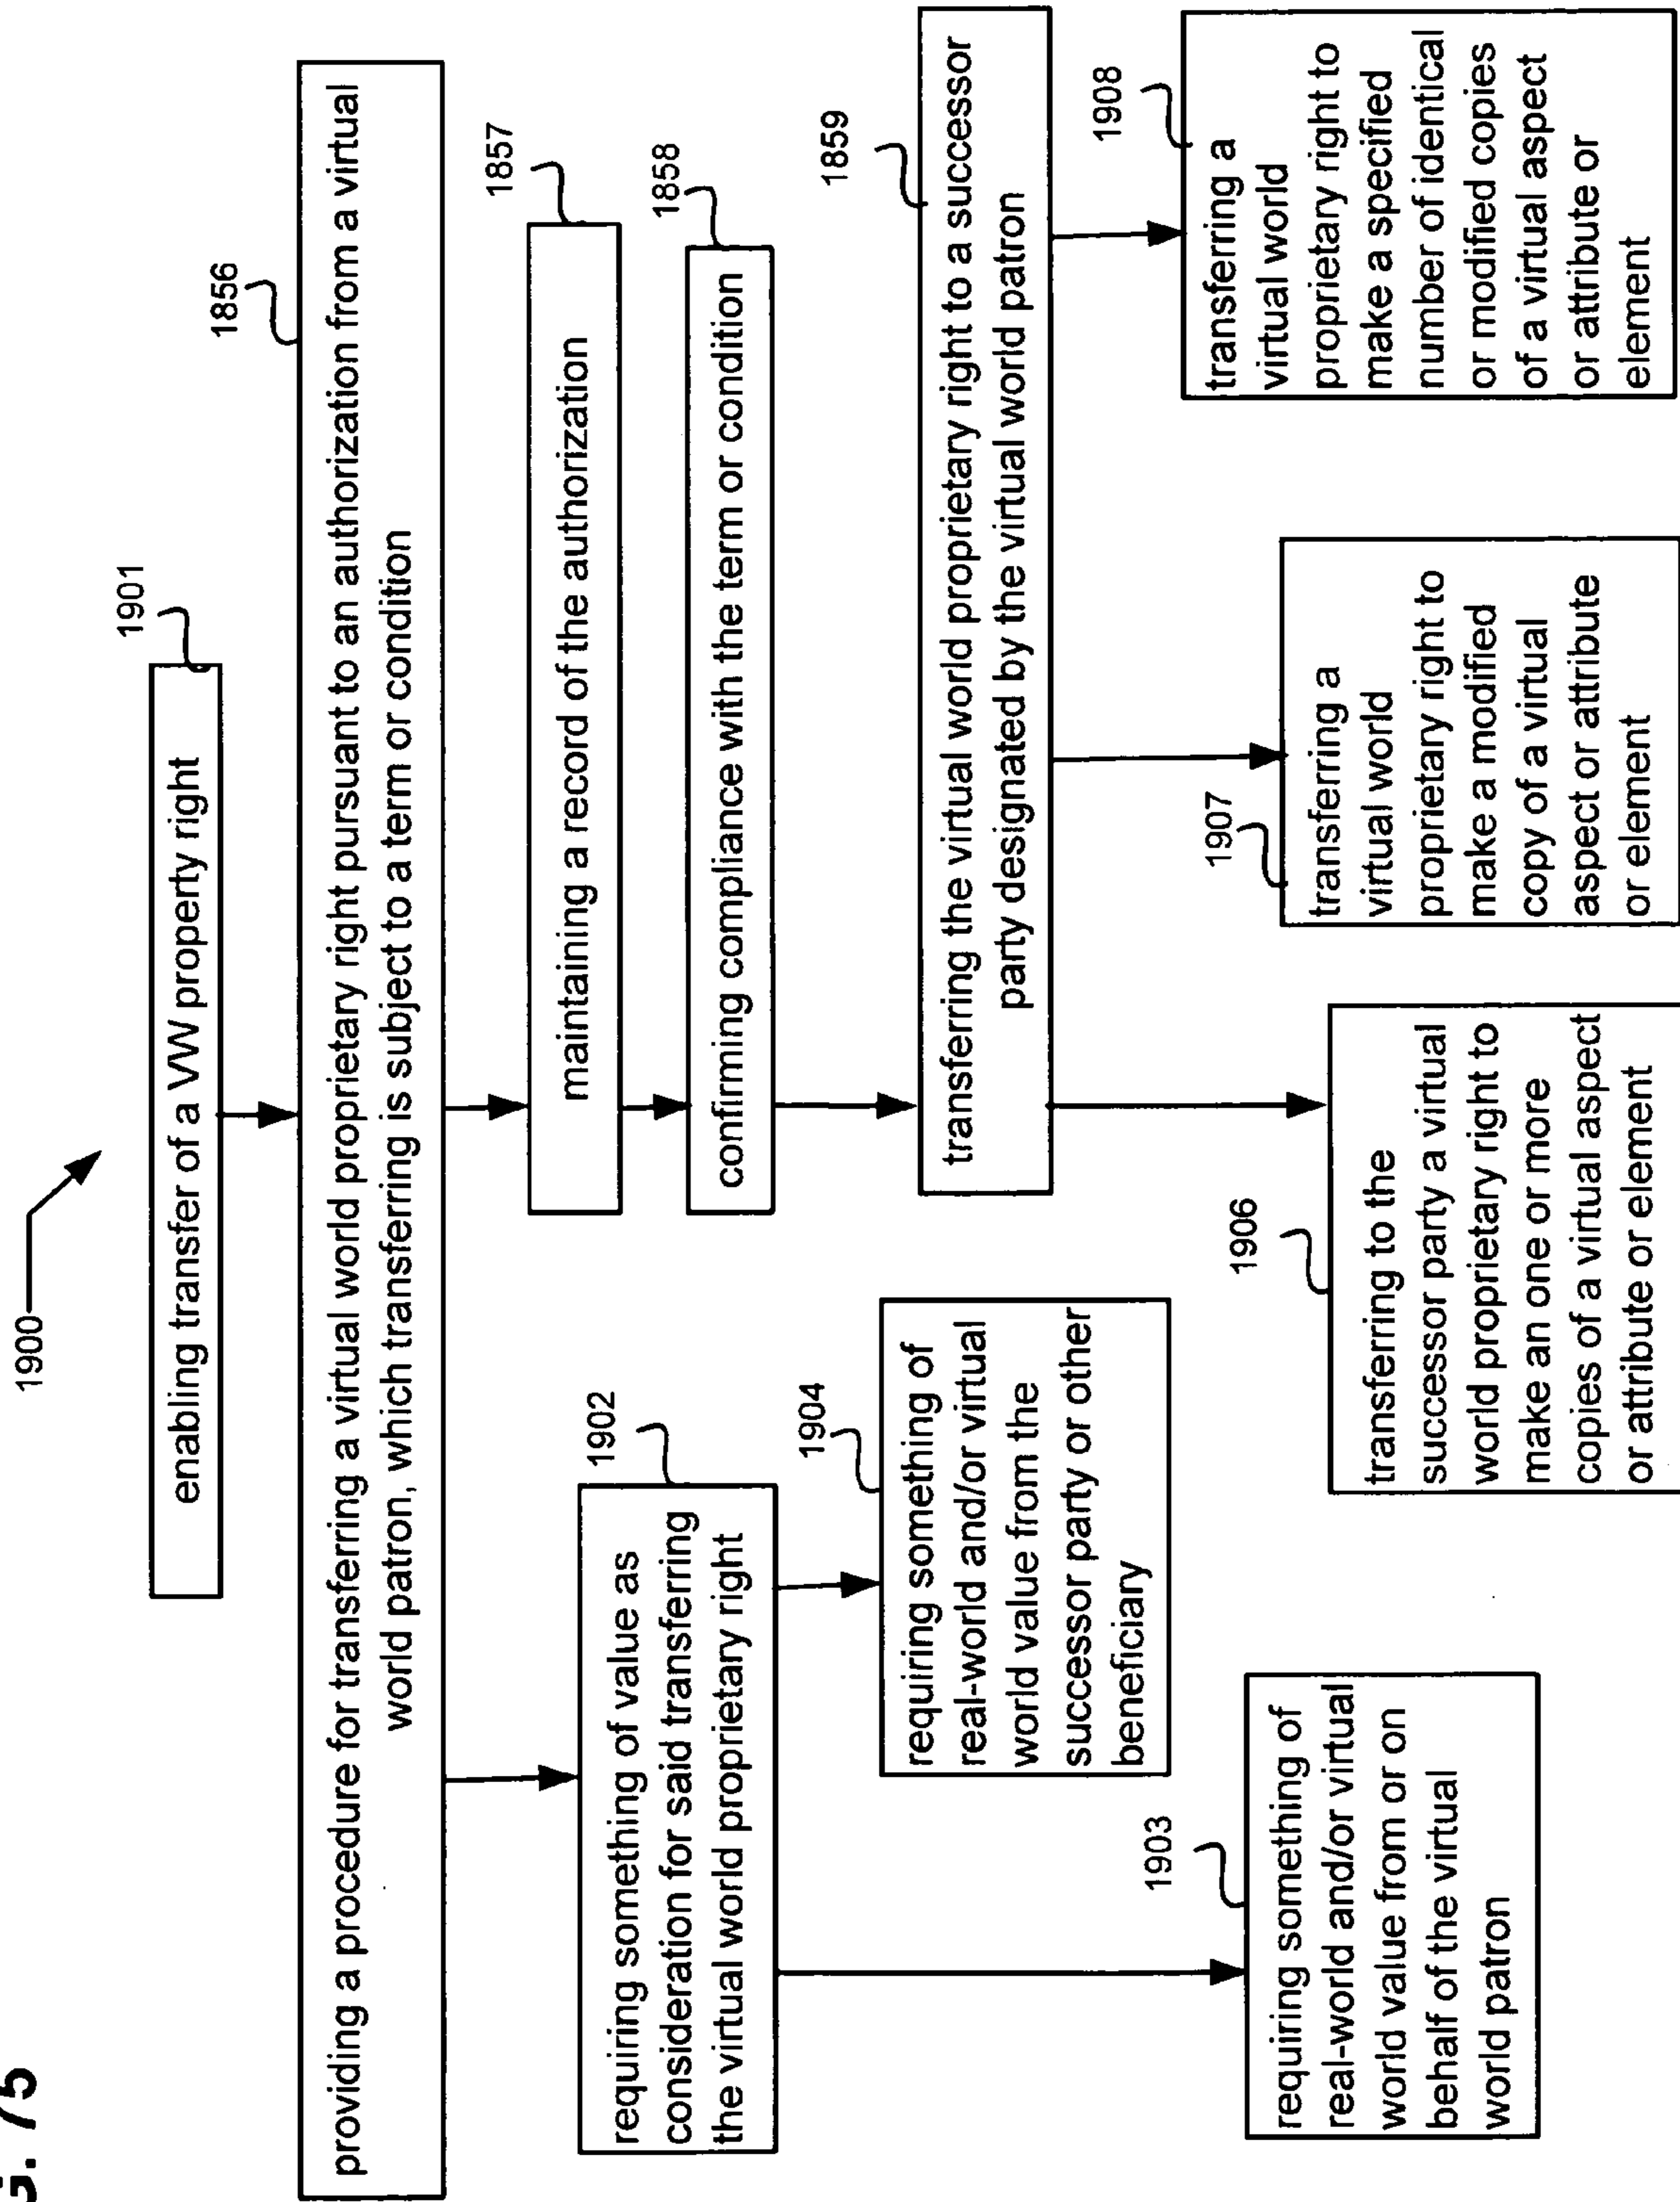 G. 75
1900
1901
enabling transfer of a VW property right
1856
providing a procedure for transferring a virtual world proprietary right pursuant to an authorization from a virtual
world patron, which transferring is subject to a term or condition
1857
maintaining a record of the authorization
1858
confirming compliance with the term or condition
1902
requiring something of value as
consideration for said transferring
the virtual world proprietary right
1859
transferring the virtual world proprietary right to a successor
party designated by the virtual world patron
1904
requiring something of
real-world and/or virtual
world value from the
successor party or other
beneficiary
1903
requiring something of
real-world and/or virtual
world value from or on
behalf of the virtual
world patron
1906
transferring to the
successor party a virtual
world proprietary right to
make an one or more
copies of a virtual aspect
or attribute or element
1907
transferring a
virtual world
proprietary right to
make a modified
copy of a virtual
aspect or attribute
or element
1908
transferring a
virtual world
proprietary right to
make a specified
number of identical
or modified copies
of a virtual aspect
or attribute or
element